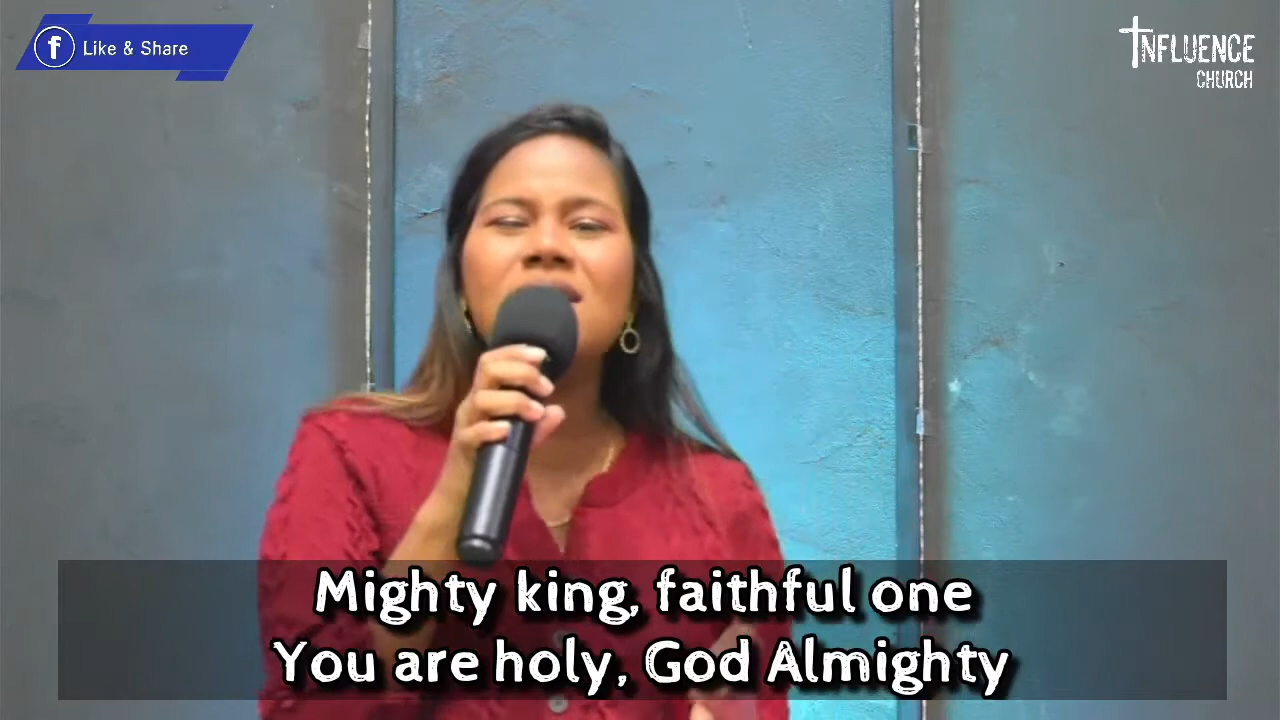 Like & Share
INFLUENCE
CHURCH
Mighty king, faithful one
You are holy, God Almighty